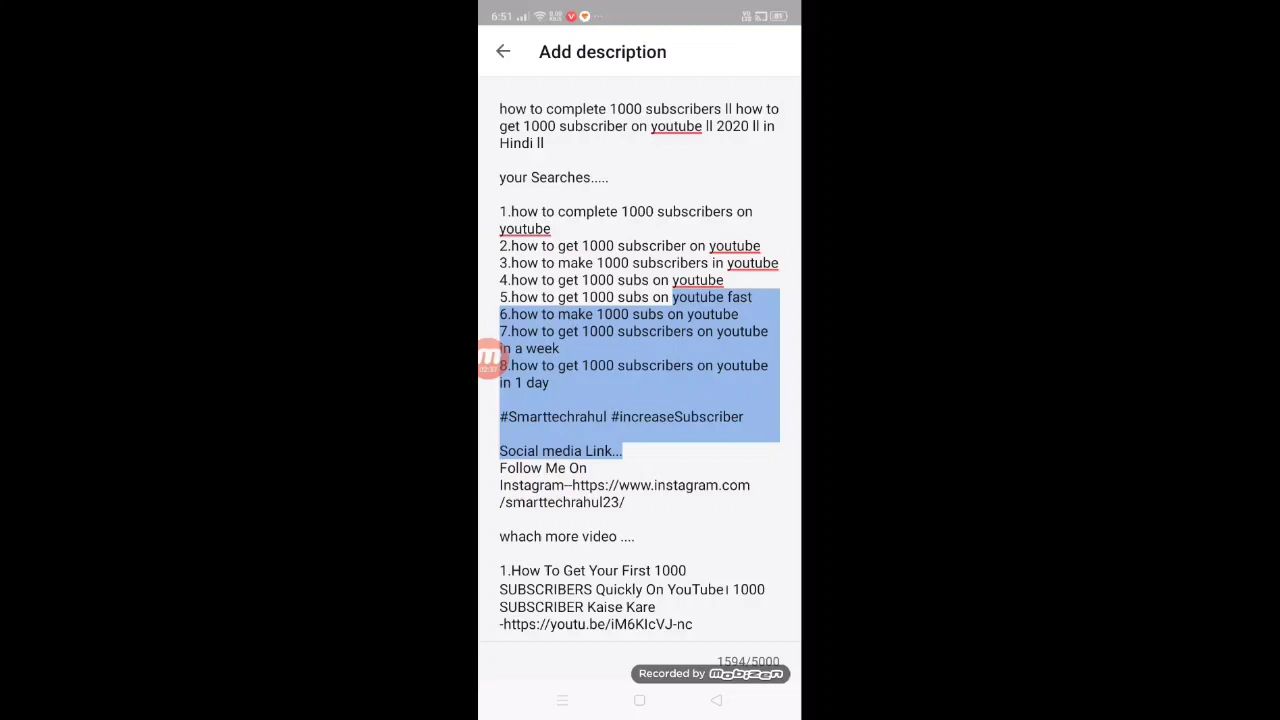 6:51
Add description
how to complete 1000 subscribers ll how to
get 1000 subscriber on youtube ll 2020 ll in
Hindi ll
your Searches.....
1.how to complete 1000 subscribers on
youtube
2.how to get 1000 subscriber on youtube
3.how to make 1000 subscribers in youtube
4.how to get 1000 subs on youtube
5.how to get 1000 subs on youtube fast
6.how to make 1000 subs on youtube
7.how to get 1000 subscribers on youtube
in a week
8.how to get 1000 subscribers on youtube
in 1 day
#Smarttechrahul #increaseSubscriber
Social media Link...
Follow Me On
Instagram--https://www.instagram.com
/smarttechrahul23/
whach more video ....
1.How To Get Your First 1000
SUBSCRIBERS Quickly On YouTube। 1000
SUBSCRIBER Kaise Kare
-https://youtu.be/iM6KIcVJ-nc
1594/5000
Recorded by mobizen